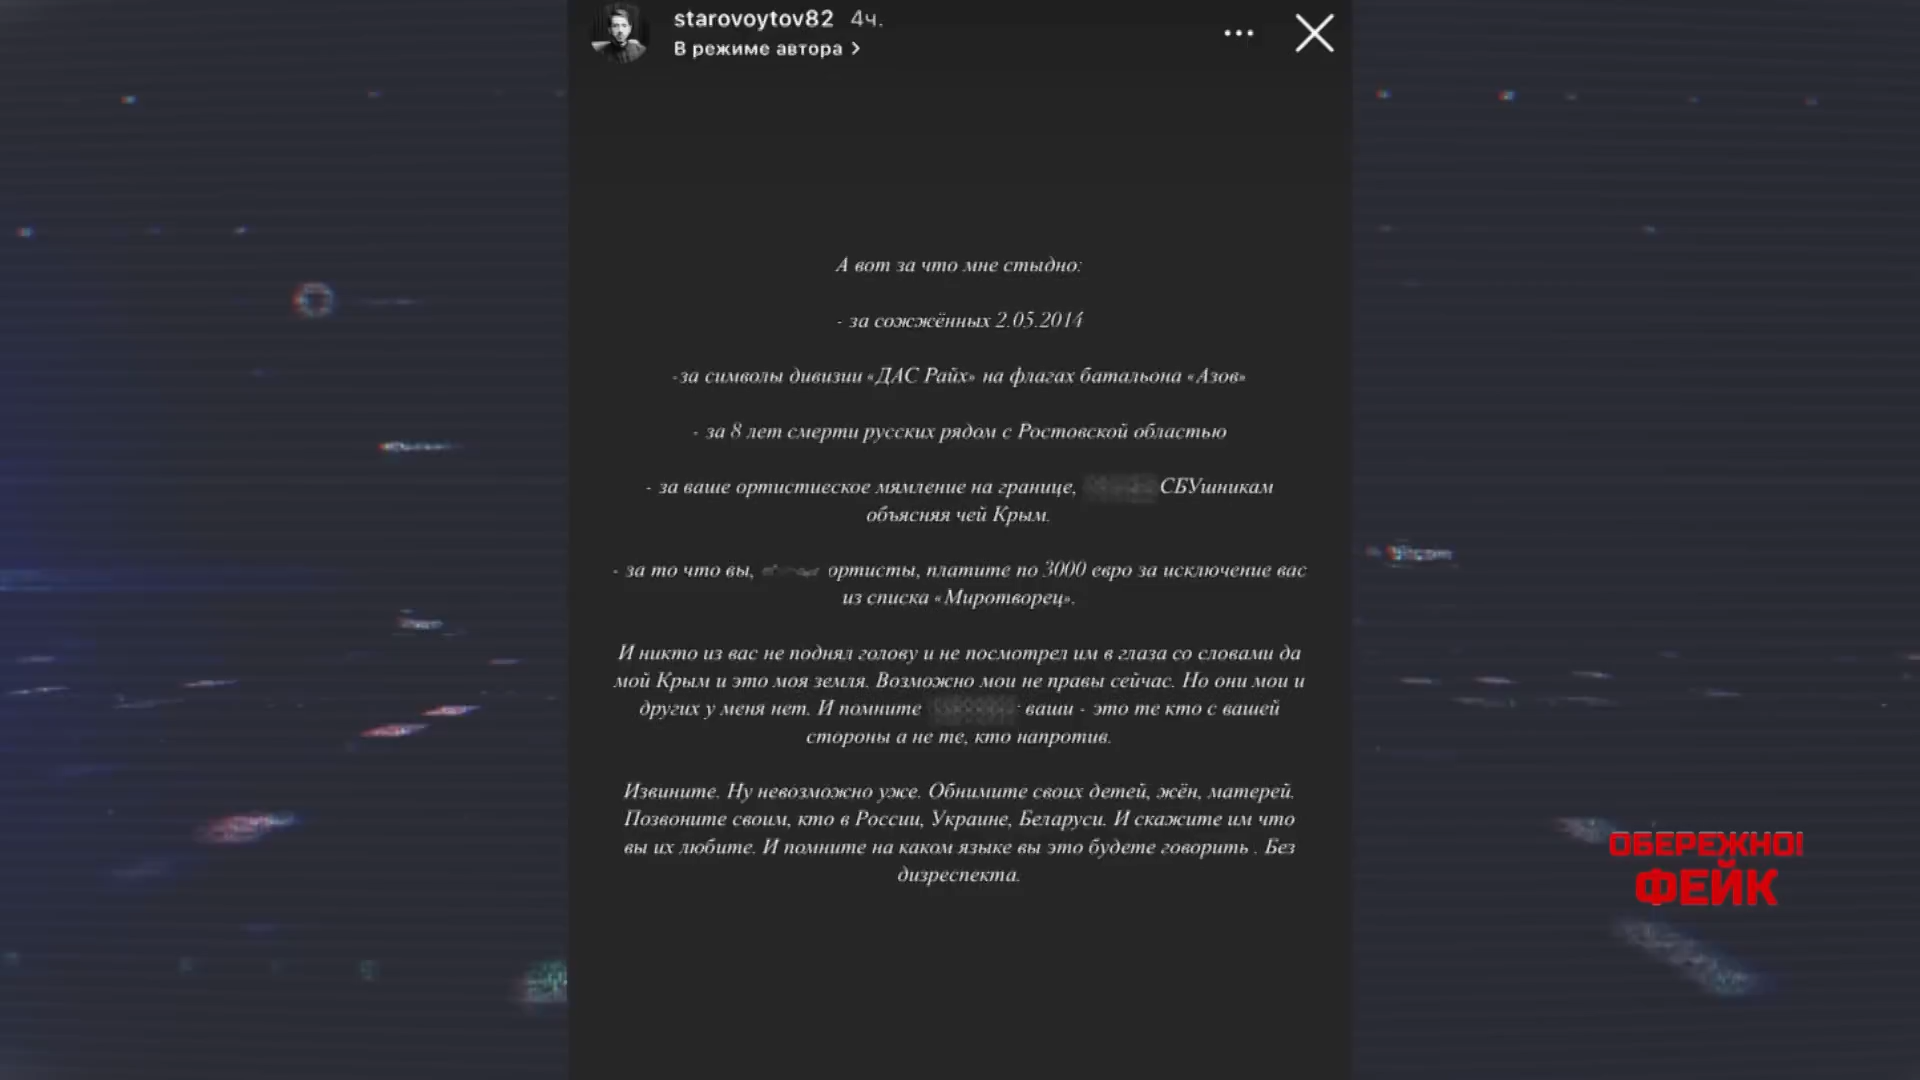 starovoytov82 4ч.
В режиме автора
А вот за что мне стыдно:
- за сожжённых 2.05.2014
-за символы дивизии «ДАС Райх» на флагах батальона «Азов»
- за 8 лет смерти русских рядом с Ростовской областью
- за ваше ортистиеское мямление на границе, СБУшникам
объясняя чей Крым.
- за то что вы, ортисты, платите по 3000 евро за исключение вас
из списка «Миротворец».
И никто из вас не поднял голову и не посмотрел им в глаза со словами да
мой Крым и это моя земля. Возможно мои не правы сейчас. Но они мои и
других у меня нет. И помните ваши - это те кто с вашей
стороны а не те, кто напротив.
Извините. Ну невозможно уже. Обнимите своих детей, жён, матерей.
Позвоните своим, кто в России, Украине, Беларуси. И скажите им что
вы их любите. И помните на каком языке вы это будете говорить . Без
дизреспекта.
ОБЕРЕЖНО!
ФЕЙК